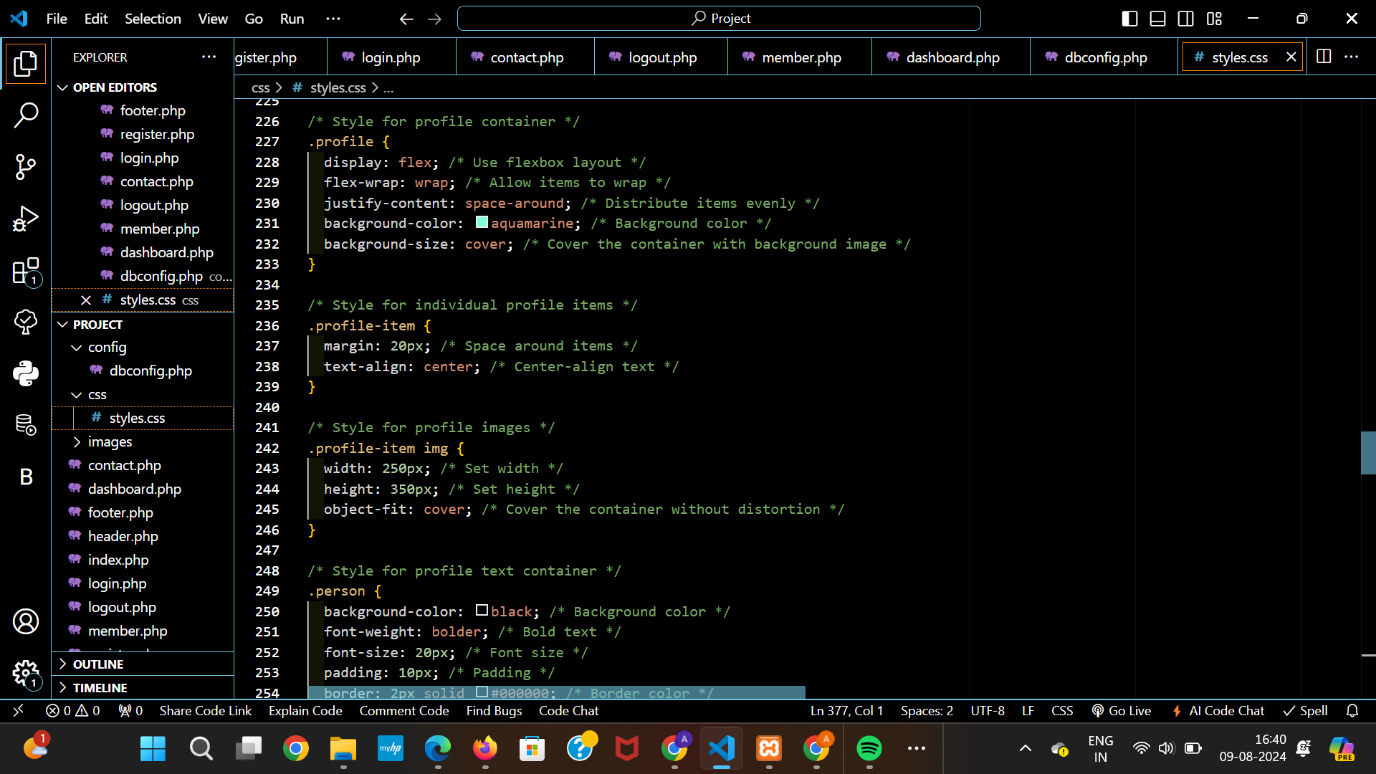 File Edit Selection View Go Run ··· Project
EXPLORER ···
gister.php login.php contact.php logout.php member.php dashboard.php dbconfig.php # styles.css ···
OPEN EDITORS
footer.php
register.php
login.php
contact.php
logout.php
member.php
dashboard.php
dbconfig.php co...
# styles.css css
PROJECT
config
dbconfig.php
css
# styles.css
images
contact.php
dashboard.php
footer.php
header.php
index.php
login.php
logout.php
member.php
OUTLINE
TIMELINE
1
B
1
css > # styles.css > ...
225
226 /* Style for profile container */
227 .profile {
228 display: flex; /* Use flexbox layout */
229 flex-wrap: wrap; /* Allow items to wrap */
230 justify-content: space-around; /* Distribute items evenly */
231 background-color: aquamarine; /* Background color */
232 background-size: cover; /* Cover the container with background image */
233 }
234
235 /* Style for individual profile items */
236 .profile-item {
237 margin: 20px; /* Space around items */
238 text-align: center; /* Center-align text */
239 }
240
241 /* Style for profile images */
242 .profile-item img {
243 width: 250px; /* Set width */
244 height: 350px; /* Set height */
245 object-fit: cover; /* Cover the container without distortion */
246 }
247
248 /* Style for profile text container */
249 .person {
250 background-color: black; /* Background color */
251 font-weight: bolder; /* Bold text */
252 font-size: 20px; /* Font size */
253 padding: 10px; /* Padding */
254 border: 2px solid #000000; /* Border color */
0 0 0 Share Code Link Explain Code Comment Code Find Bugs Code Chat Ln 377, Col 1 Spaces: 2 UTF-8 LF CSS Go Live AI Code Chat Spell
1 myhp A A ··· ENG IN 16:40 09-08-2024 PRE